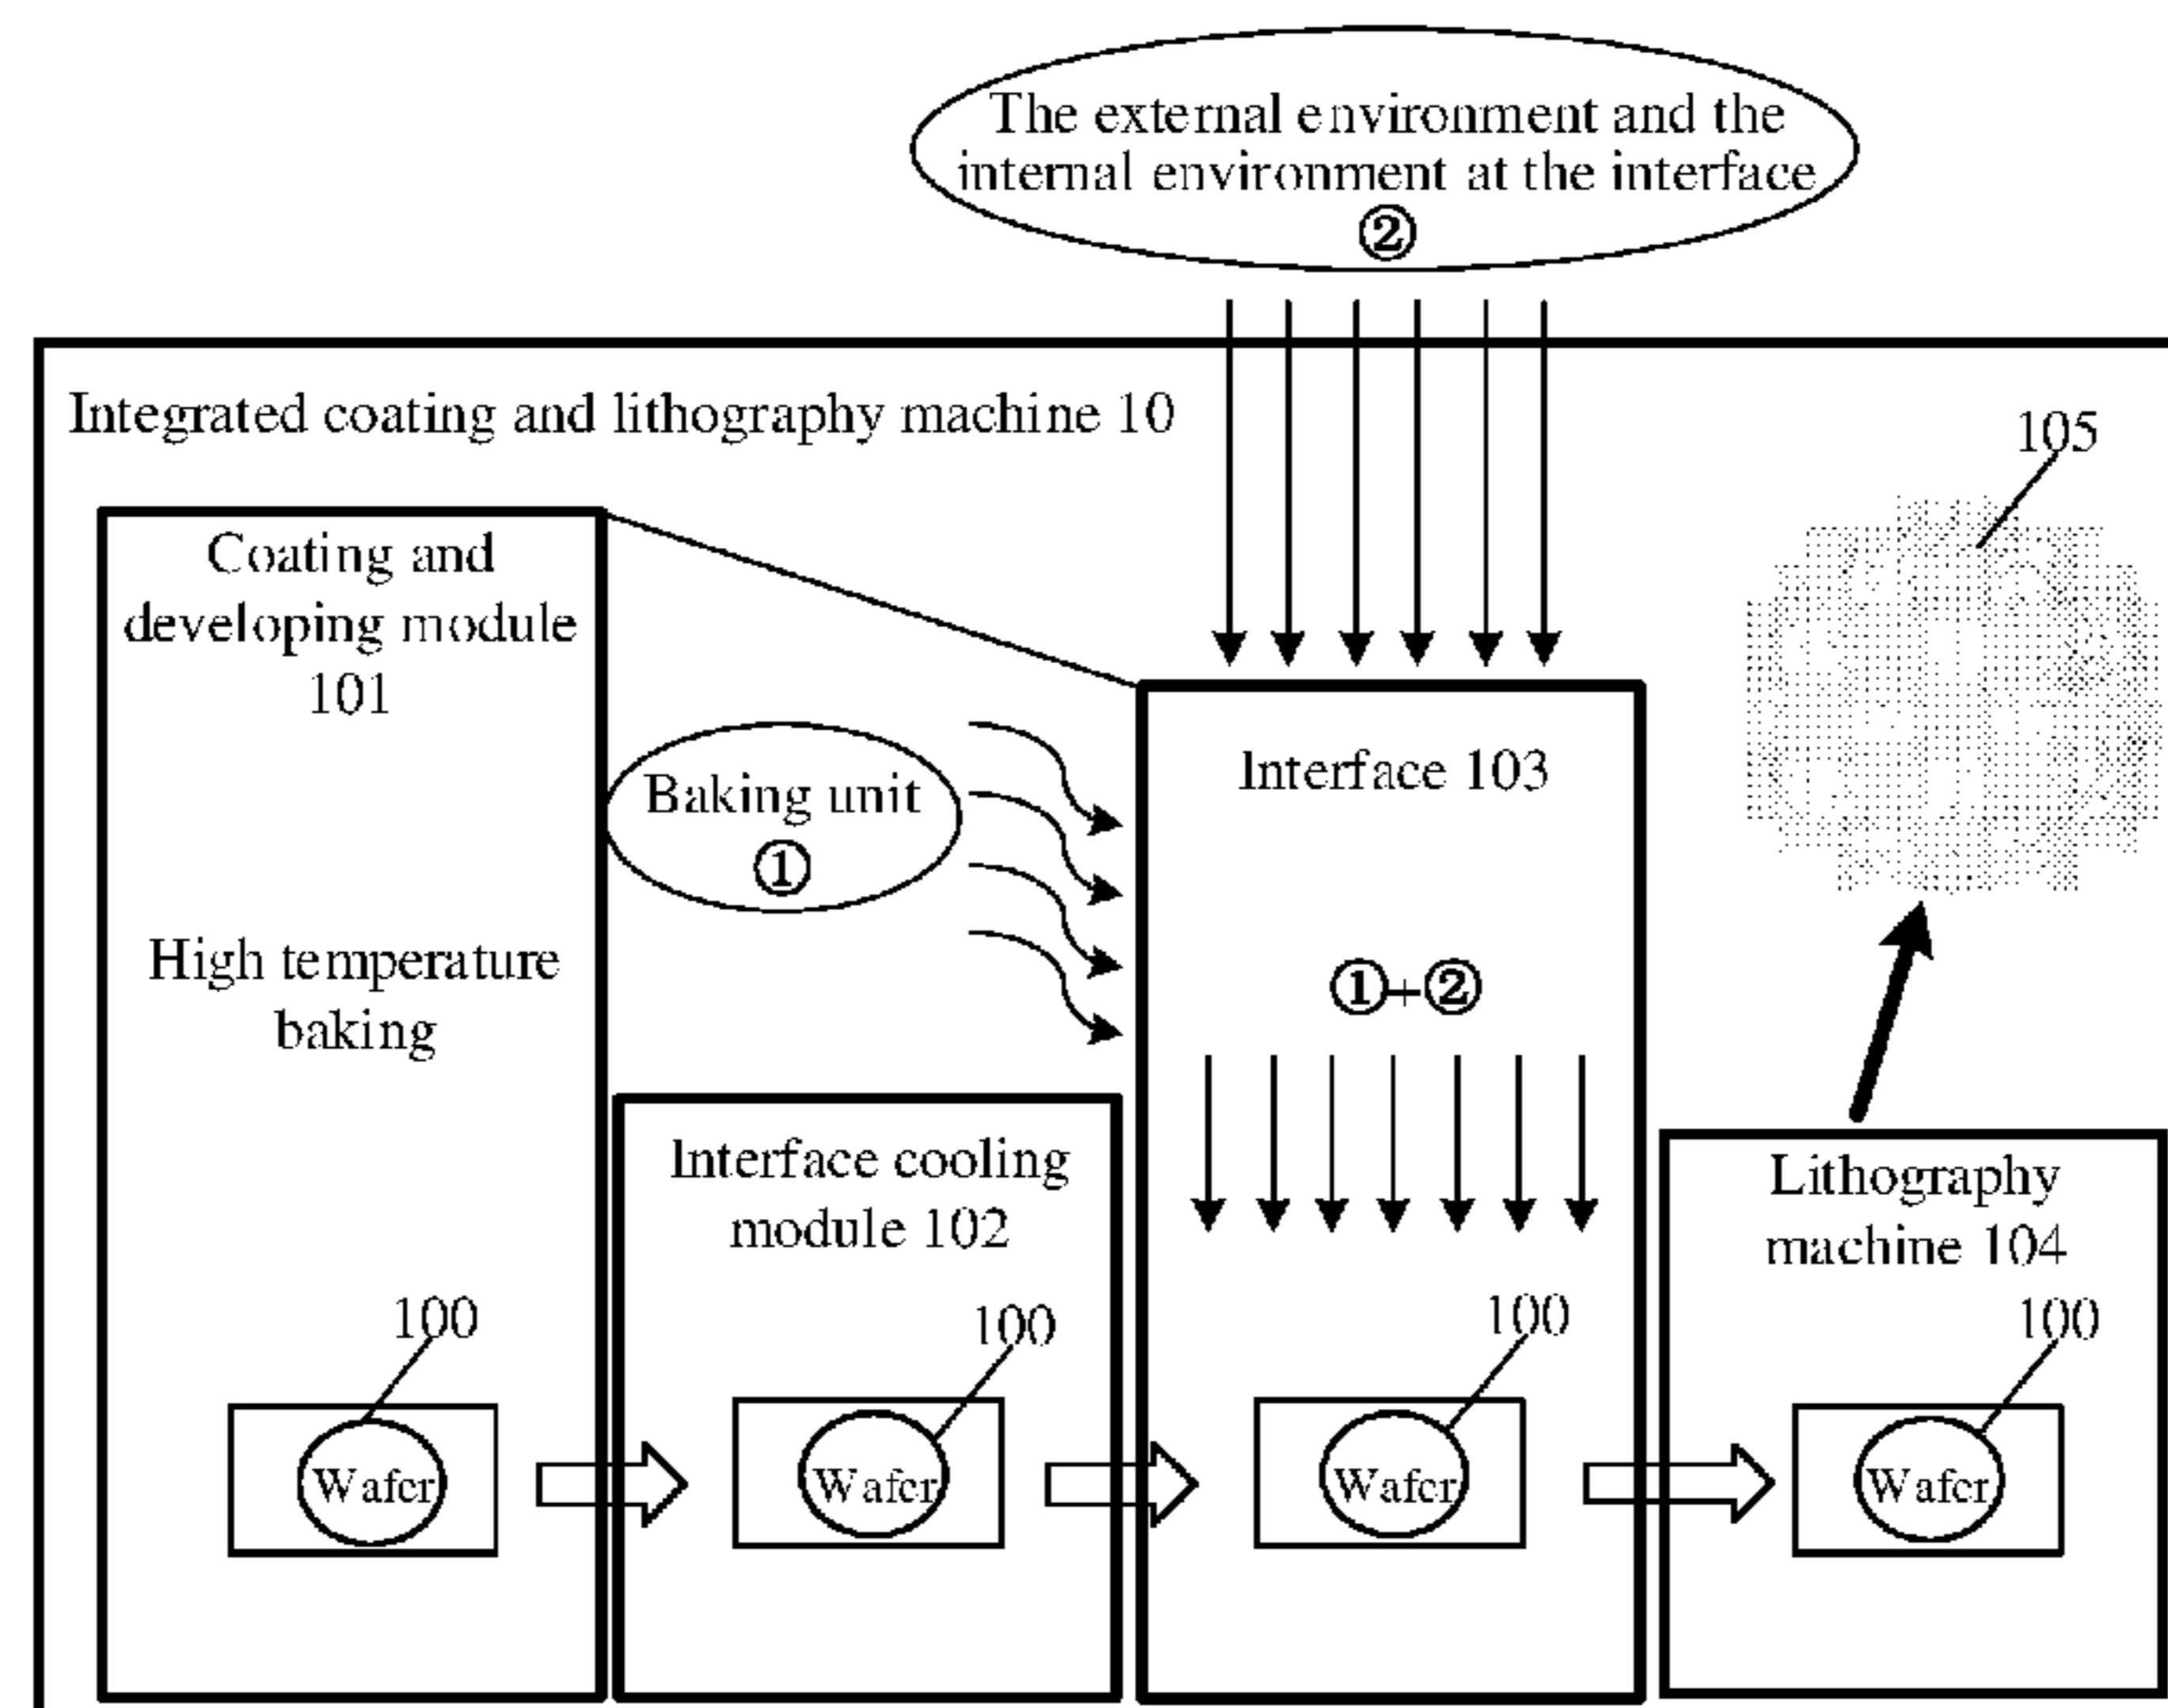 The external environment and the
internal environment at the interface
②
Integrated coating and lithography machine 10
105
Coating and
developing module
101
Baking unit
①
Interface 103
High temperature
baking
①+②
Interface cooling
module 102
Lithography
machine 104
100
100
100
100
Wafer
Wafer
Wafer
Wafer